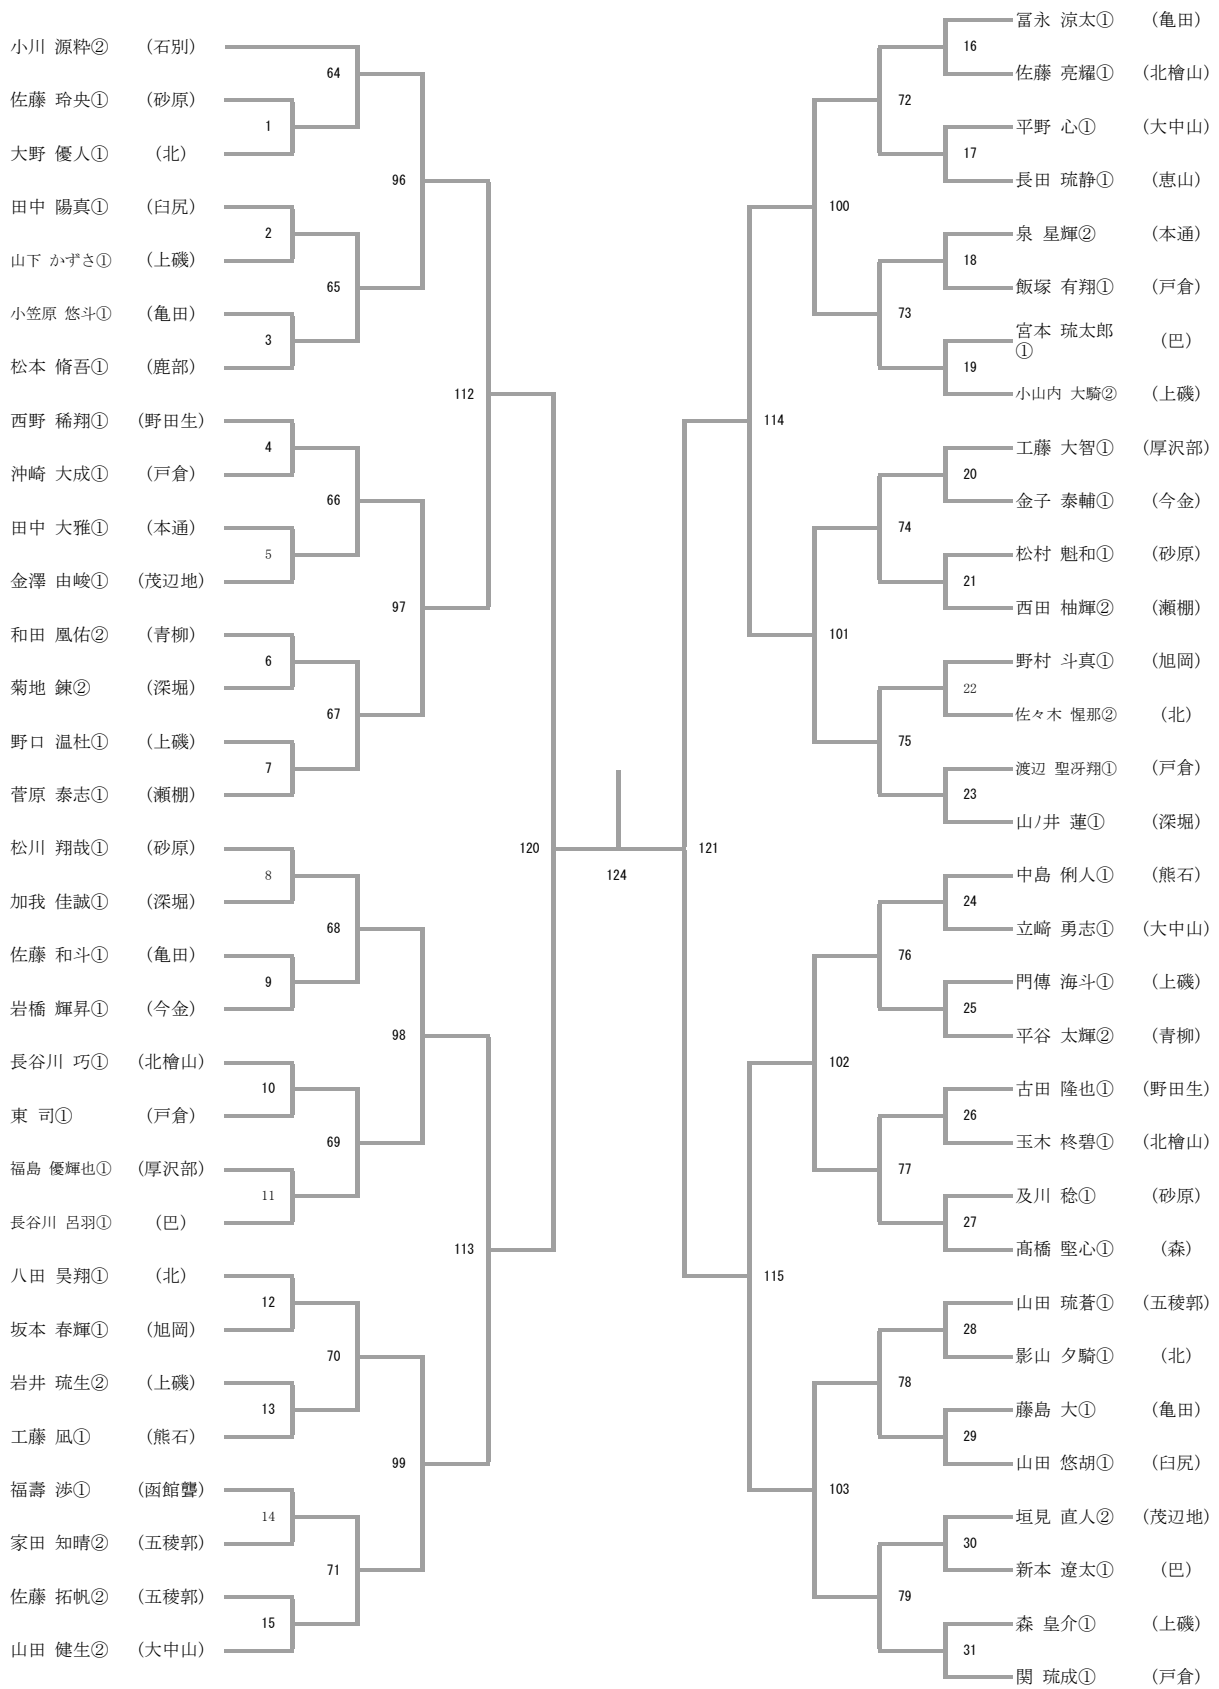 小川 源粋② (石別)
64
佐藤 玲央① (砂原)
1
大野 優人① (北)
96
田中 陽真① (臼尻)
2
山下 かずさ① (上磯)
65
小笠原 悠斗① (亀田)
3
松本 脩吾① (鹿部)
112
西野 稀翔① (野田生)
4
沖崎 大成① (戸倉)
66
田中 大雅① (本通)
5
金澤 由峻① (茂辺地)
97
和田 凰佑② (青柳)
6
菊地 錬② (深堀)
67
野口 温杜① (上磯)
7
菅原 泰志① (瀬棚)
120
松川 翔哉① (砂原)
8
加我 佳誠① (深堀)
68
佐藤 和斗① (亀田)
9
岩橋 輝昇① (今金)
98
長谷川 巧① (北檜山)
10
東 司① (戸倉)
69
福島 優輝也① (厚沢部)
11
長谷川 呂羽① (巴)
113
八田 昊翔① (北)
12
坂本 春輝① (旭岡)
70
岩井 琉生② (上磯)
13
工藤 凪① (熊石)
99
福壽 渉① (函館聾)
14
家田 知晴② (五稜郭)
71
佐藤 拓帆② (五稜郭)
15
山田 健生② (大中山)
124
冨永 涼太① (亀田)
16
佐藤 亮耀① (北檜山)
72
平野 心① (大中山)
17
長田 琉静① (恵山)
100
泉 星輝② (本通)
18
飯塚 有翔① (戸倉)
73
宮本 琉太郎
① (巴)
19
小山内 大騎② (上磯)
114
工藤 大智① (厚沢部)
20
金子 泰輔① (今金)
74
松村 魁和① (砂原)
21
西田 柚輝② (瀬棚)
101
野村 斗真① (旭岡)
22
佐々木 惺那② (北)
75
渡辺 聖冴翔① (戸倉)
23
山ﾉ井 蓮① (深堀)
121
中島 俐人① (熊石)
24
立﨑 勇志① (大中山)
76
門傳 海斗① (上磯)
25
平谷 太輝② (青柳)
102
古田 隆也① (野田生)
26
玉木 柊碧① (北檜山)
77
及川 稔① (砂原)
27
髙橋 堅心① (森)
115
山田 琉蒼① (五稜郭)
28
影山 夕騎① (北)
78
藤島 大① (亀田)
29
山田 悠胡① (臼尻)
103
垣見 直人② (茂辺地)
30
新本 遼太① (巴)
79
森 皇介① (上磯)
31
関 琉成① (戸倉)